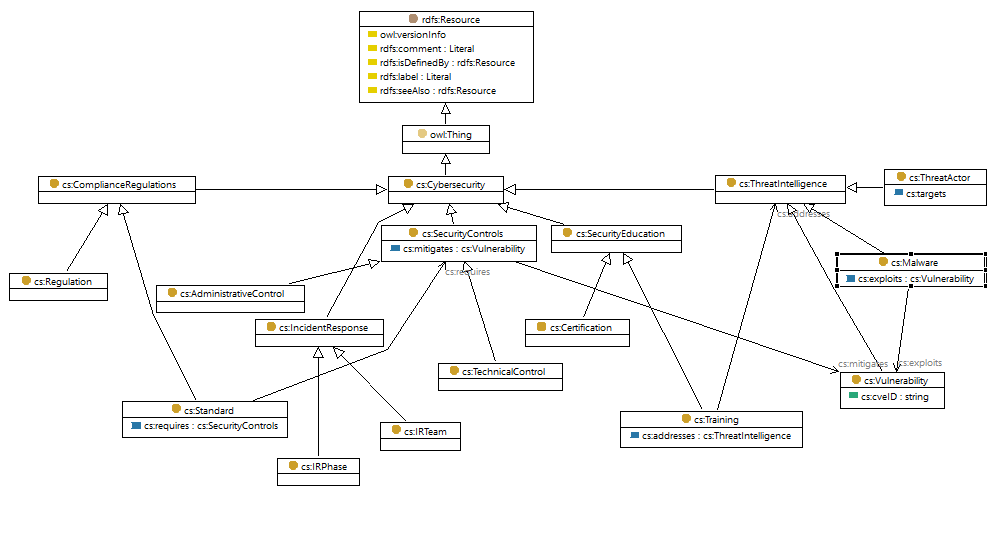 rdfs:Resource
owl:versionInfo
rdfs:comment : Literal
rdfs:isDefinedBy : rdfs:Resource
rdfs:label : Literal
rdfs:seeAlso : rdfs:Resource
owl:Thing
cs:ComplianceRegulations
cs:Cybersecurity
cs:ThreatIntelligence
cs:ThreatActor
cs:targets
cs:addresses
cs:SecurityControls
cs:mitigates : cs:Vulnerability
cs:SecurityEducation
cs:requires
cs:Malware
cs:exploits : cs:Vulnerability
cs:Regulation
cs:AdministrativeControl
cs:IncidentResponse
cs:Certification
cs:TechnicalControl
cs:mitigates
cs:exploits
cs:Vulnerability
cs:cveID : string
cs:Standard
cs:requires : cs:SecurityControls
cs:IRTeam
cs:Training
cs:addresses : cs:ThreatIntelligence
cs:IRPhase